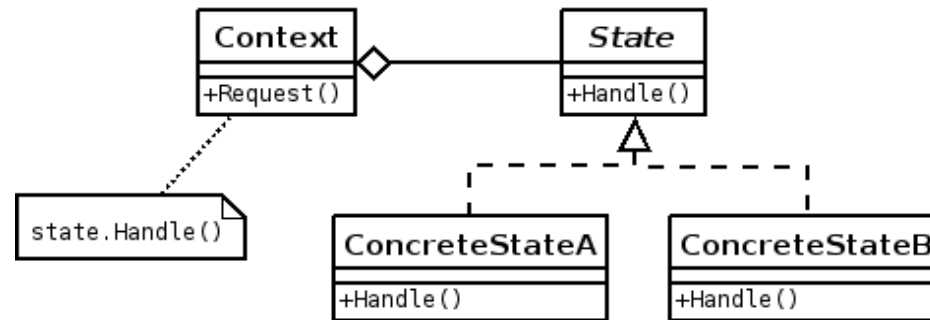 Context
State
+Request()
+Handle()
state.Handle()
ConcreteStateA
ConcreteStateB
+Handle()
+Handle()